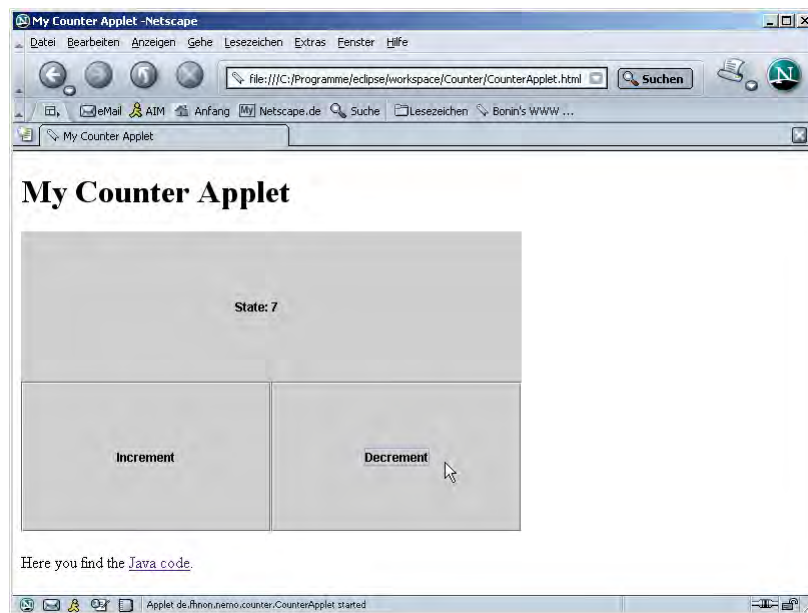 My Counter Applet -Netscape
Datei Bearbeiten Anzeigen Gehe Lesezeichen Extras Fenster Hilfe
file:///C:/Programme/eclipse/workspace/Counter/CounterApplet.html Suchen N
eMail AIM Anfang My Netscape.de Suche Lesezeichen Bonin's WWW ...
My Counter Applet
My Counter Applet
State: 7
Increment Decrement
Here you find the Java code.
Applet de.fhnon.nemo.counter.CounterApplet started